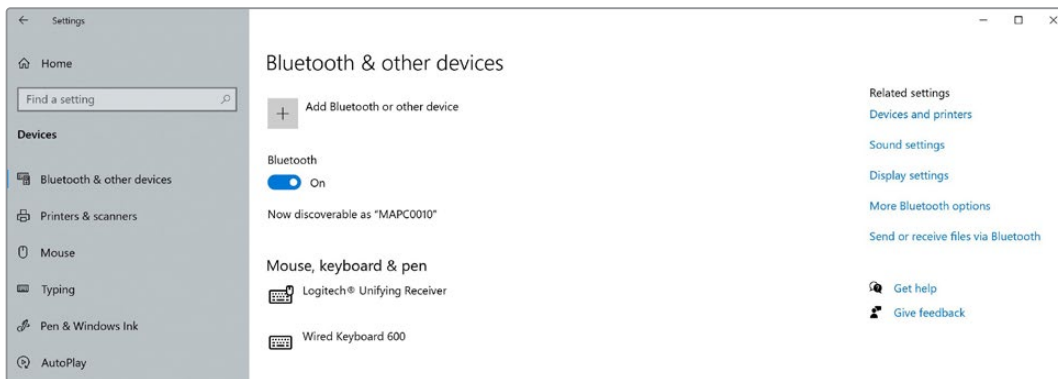 Settings
Home
Find a setting
Devices
Bluetooth & other devices
Printers & scanners
Mouse
Typing
Pen & Windows Ink
AutoPlay
Bluetooth & other devices
Add Bluetooth or other device
Bluetooth
On
Now discoverable as “MAPC0010”
Mouse, keyboard & pen
Logitech® Unifying Receiver
Wired Keyboard 600
Related settings
Devices and printers
Sound settings
Display settings
More Bluetooth options
Send or receive files via Bluetooth
Get help
Give feedback